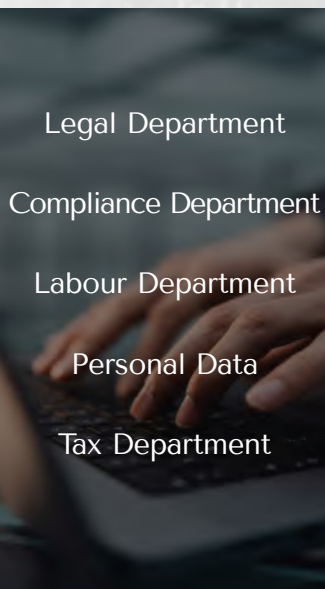 Legal Department
Compliance Department
Labour Department
Personal Data
Tax Department